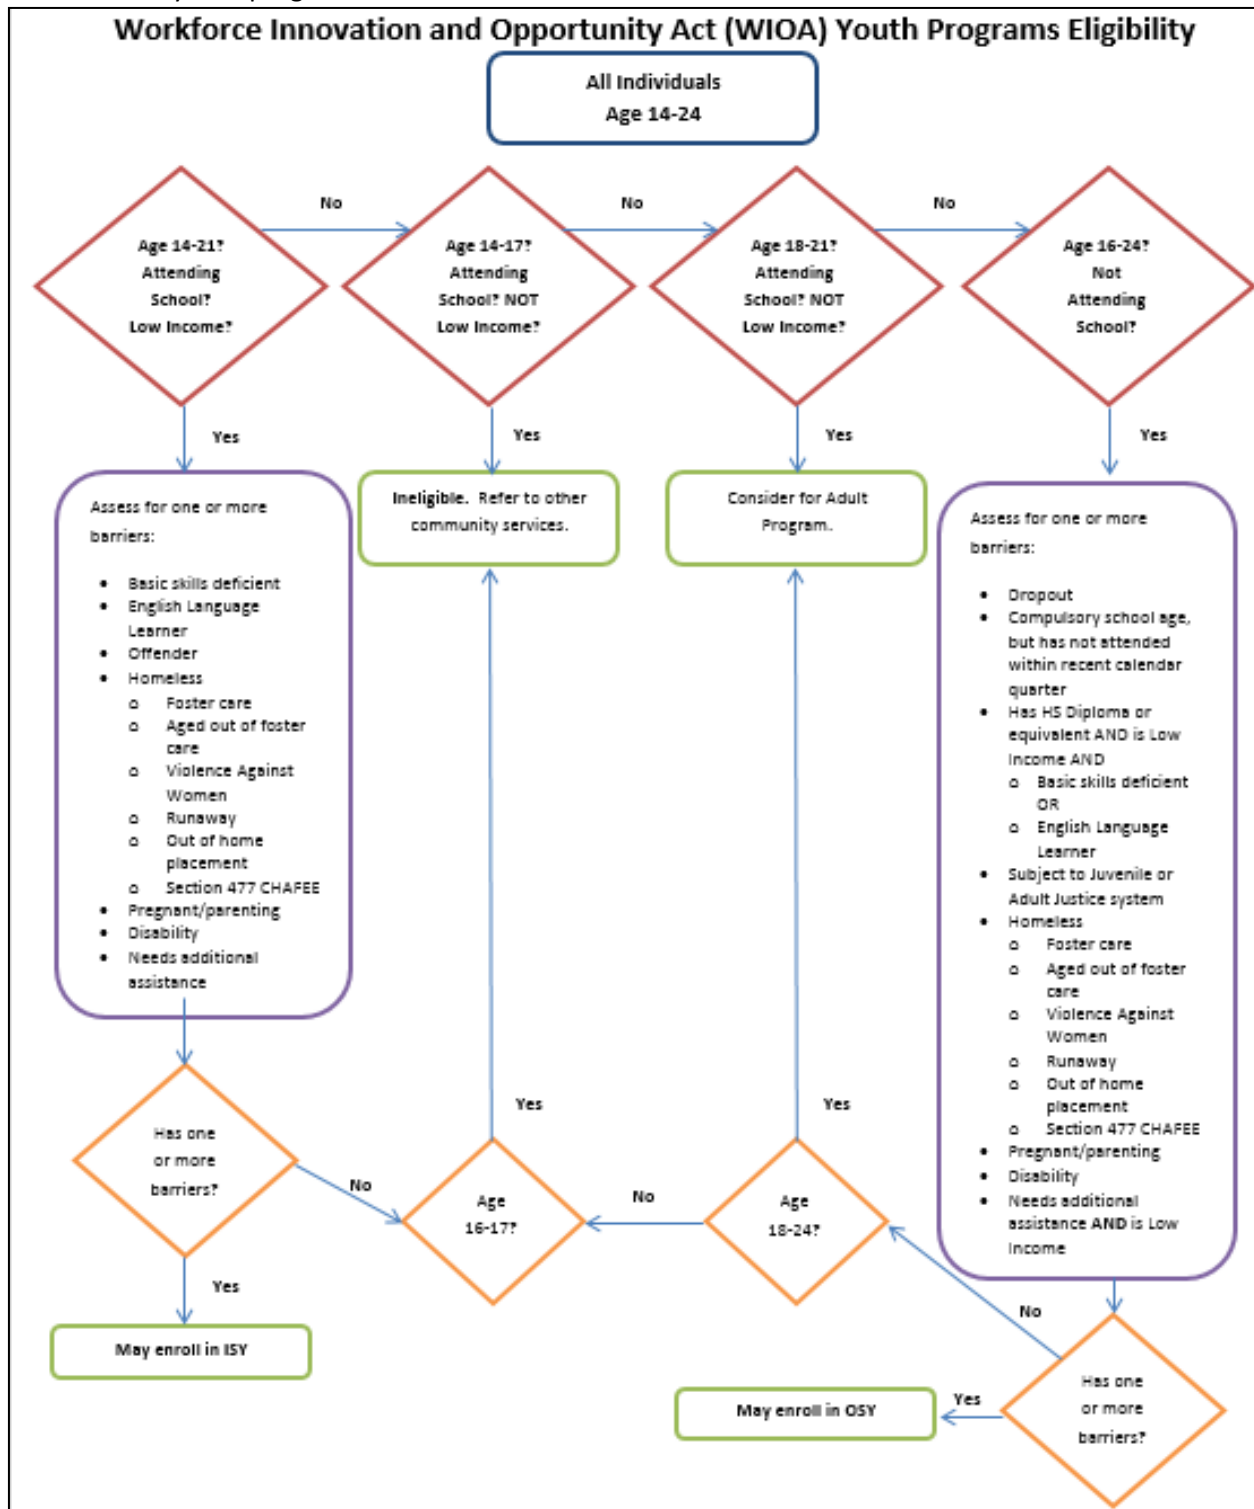 Workforce Innovation and Opportunity Act (WIOA) Youth Programs Eligibility
All Individuals
Age 14-24
No
No
No
Age 14-21?
Attending
School?
Low Income?
Age 14-17?
Attending
School? NOT
Low Income?
Age 18-21?
Attending
School? NOT
Low Income?
Age 16-24?
Not
Attending
School?
Yes
Yes
Yes
Yes
Assess for one or more
barriers:
• Basic skills deficient
• English Language
Learner
• Offender
• Homeless
o Foster care
o Aged out of foster
care
o Violence Against
Women
o Runaway
o Out of home
placement
o Section 477 CHAFEE
• Pregnant/parenting
• Disability
• Needs additional
assistance
Ineligible. Refer to other
community services.
Consider for Adult
Program.
Assess for one or more
barriers:
• Dropout
• Compulsory school age,
but has not attended
within recent calendar
quarter
• Has HS Diploma or
equivalent AND is Low
Income AND
o Basic skills deficient
OR
o English Language
Learner
• Subject to Juvenile or
Adult Justice system
• Homeless
o Foster care
o Aged out of foster
care
o Violence Against
Women
o Runaway
o Out of home
placement
o Section 477 CHAFEE
• Pregnant/parenting
• Disability
• Needs additional
assistance AND is Low
Income
Yes
Yes
Has one
or more
barriers?
No
Age
16-17?
No
Age
18-24?
No
Yes
May enroll in ISY
Has one
or more
barriers?
Yes
May enroll in OSY